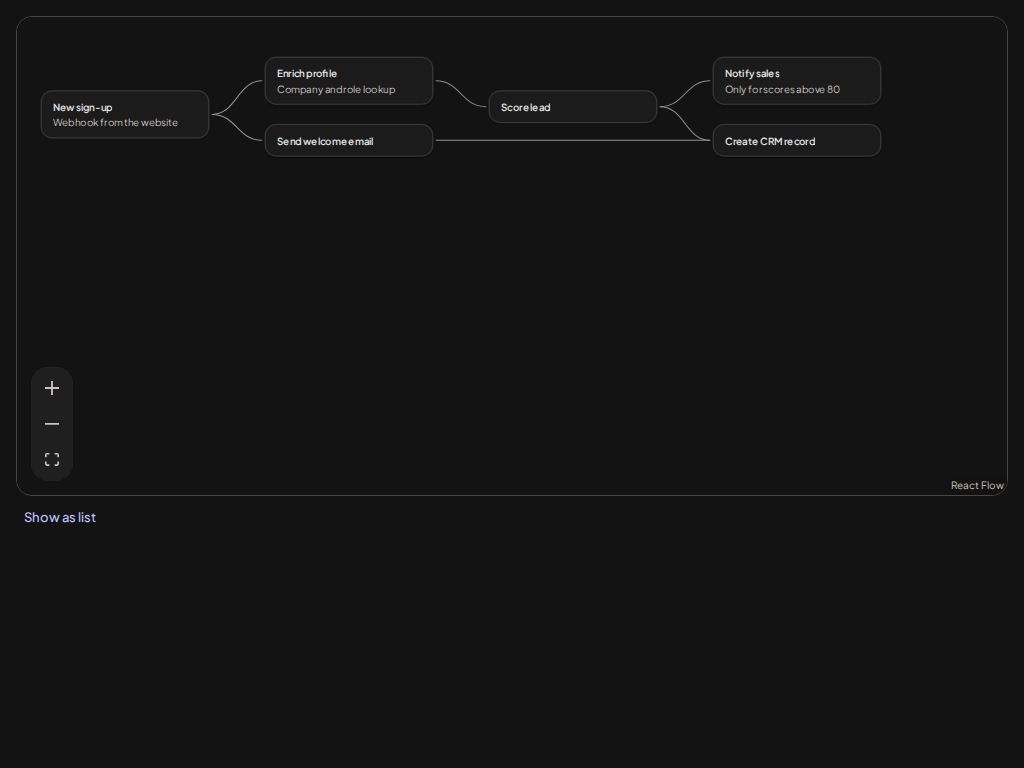 New sign-up
Webhook from the website
Enrich profile
Company and role lookup
Send welcome email
Score lead
Notify sales
Only for scores above 80
Create CRM record
React Flow
Show as list